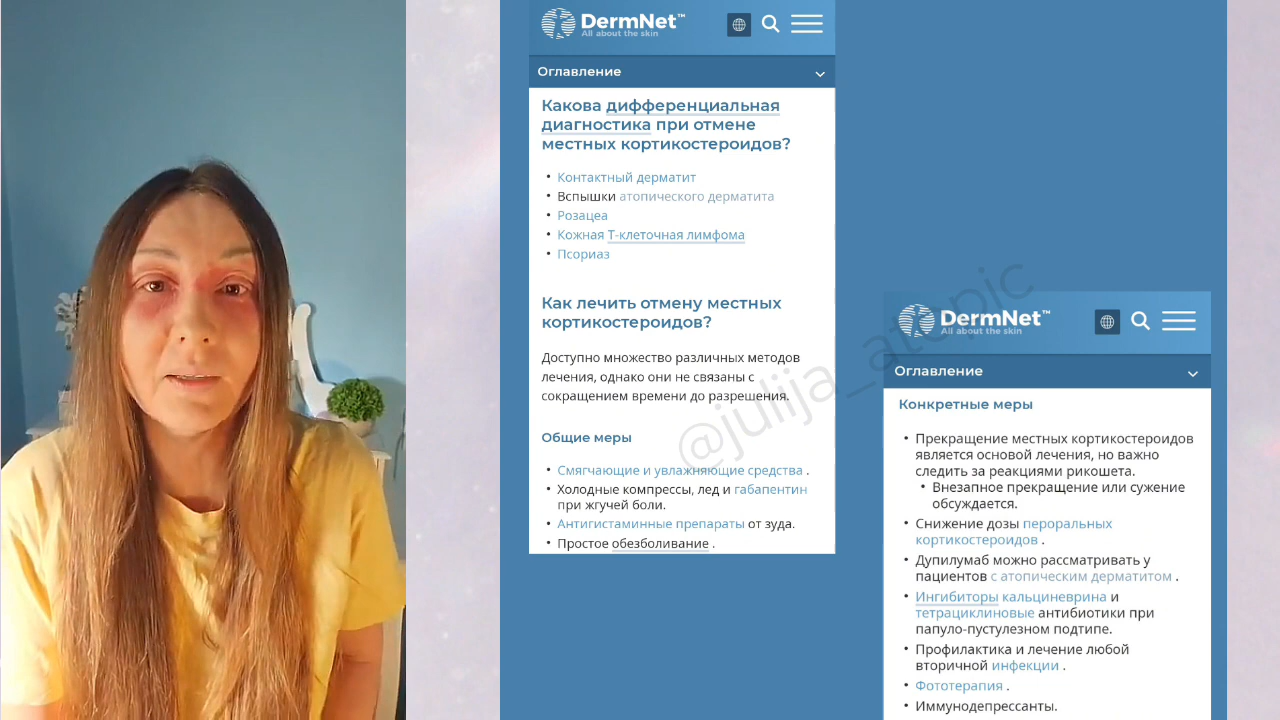 DermNet™
All about the skin
Оглавление
Какова дифференциальная
диагностика при отмене
местных кортикостероидов?
• Контактный дерматит
• Вспышки атопического дерматита
• Розацеа
• Кожная Т-клеточная лимфома
• Псориаз
Как лечить отмену местных
кортикостероидов?
Доступно множество различных методов
лечения, однако они не связаны с
сокращением времени до разрешения.
Общие меры
• Смягчающие и увлажняющие средства .
• Холодные компрессы, лед и габапентин
при жгучей боли.
• Антигистаминные препараты от зуда.
• Простое обезболивание .
@julija_atopic
DermNet™
All about the skin
Оглавление
Конкретные меры
• Прекращение местных кортикостероидов
является основой лечения, но важно
следить за реакциями рикошета.
• Внезапное прекращение или сужение
обсуждается.
• Снижение дозы пероральных
кортикостероидов .
• Дупилумаб можно рассматривать у
пациентов с атопическим дерматитом .
• Ингибиторы кальциневрина и
тетрациклиновые антибиотики при
папуло-пустулезном подтипе.
• Профилактика и лечение любой
вторичной инфекции .
• Фототерапия .
• Иммунодепрессанты.